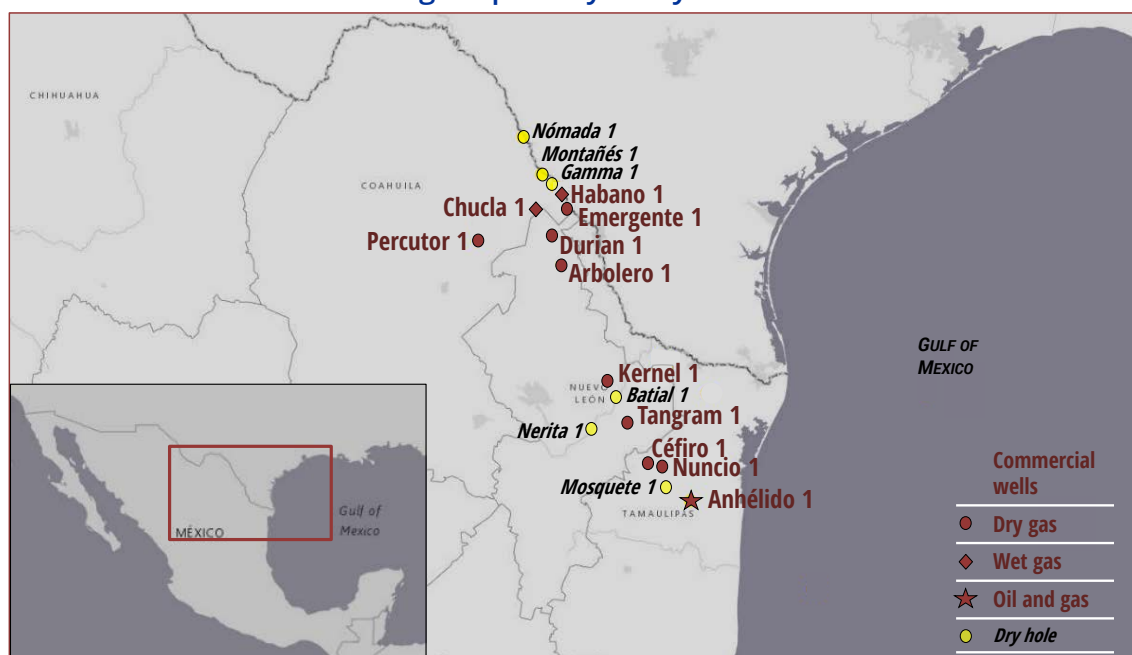 CHIHUAHUA
COAHUILA
Nómada 1
Montañés 1
Gamma 1
Habano 1
Chucla 1
Emergente 1
Percutor 1
Durian 1
Arbolero 1
GULF OF
MEXICO
Kernel 1
NUEVO
LEÓN
Batial 1
Tangram 1
Nerita 1
Céfiro 1
Nuncio 1
Mosquete 1
Anhélido 1
TAMAULIPAS
MÉXICO
Gulf of
Mexico
Commercial
wells
Dry gas
Wet gas
Oil and gas
Dry hole